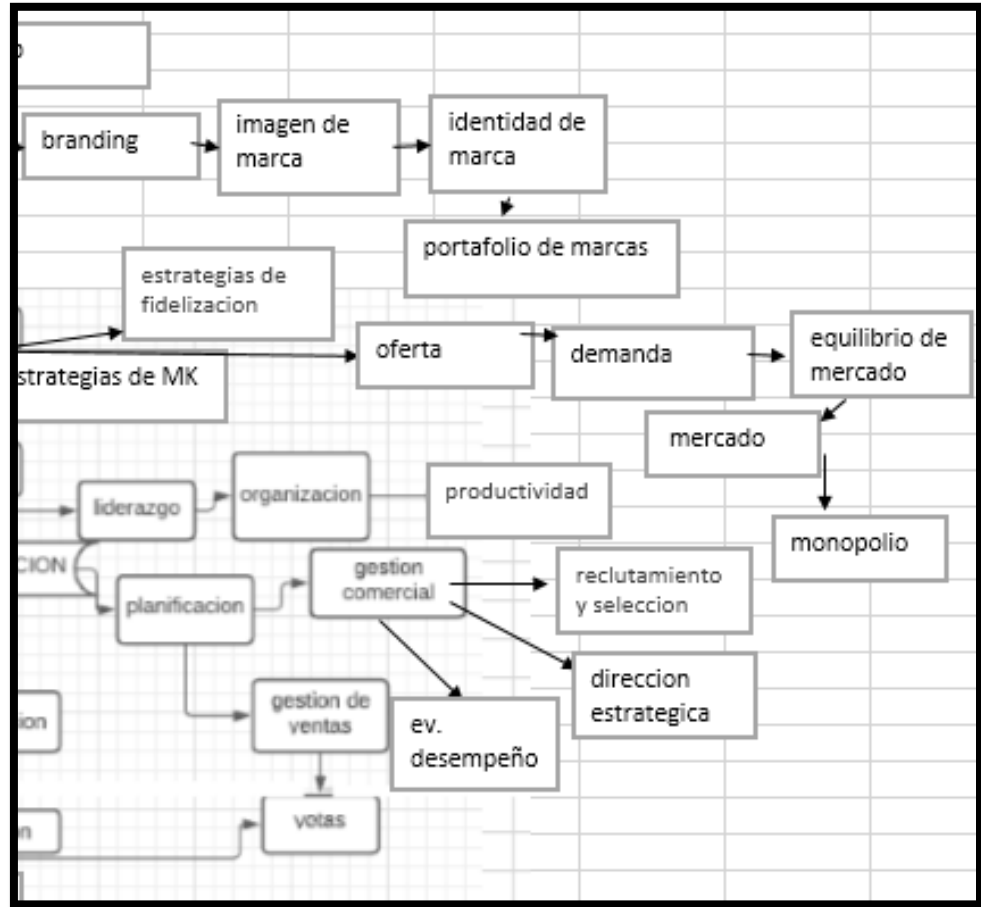 branding
imagen de
marca
identidad de
marca
portafolio de marcas
estrategias de
fidelizacion
oferta
demanda
equilibrio de
mercado
strategias de MK
mercado
monopolio
liderazgo
organizacion
productividad
CION
planificacion
gestion
comercial
reclutamiento
y seleccion
direccion
estrategica
gestion de
ventas
ev.
desempeño
ion
votas
n